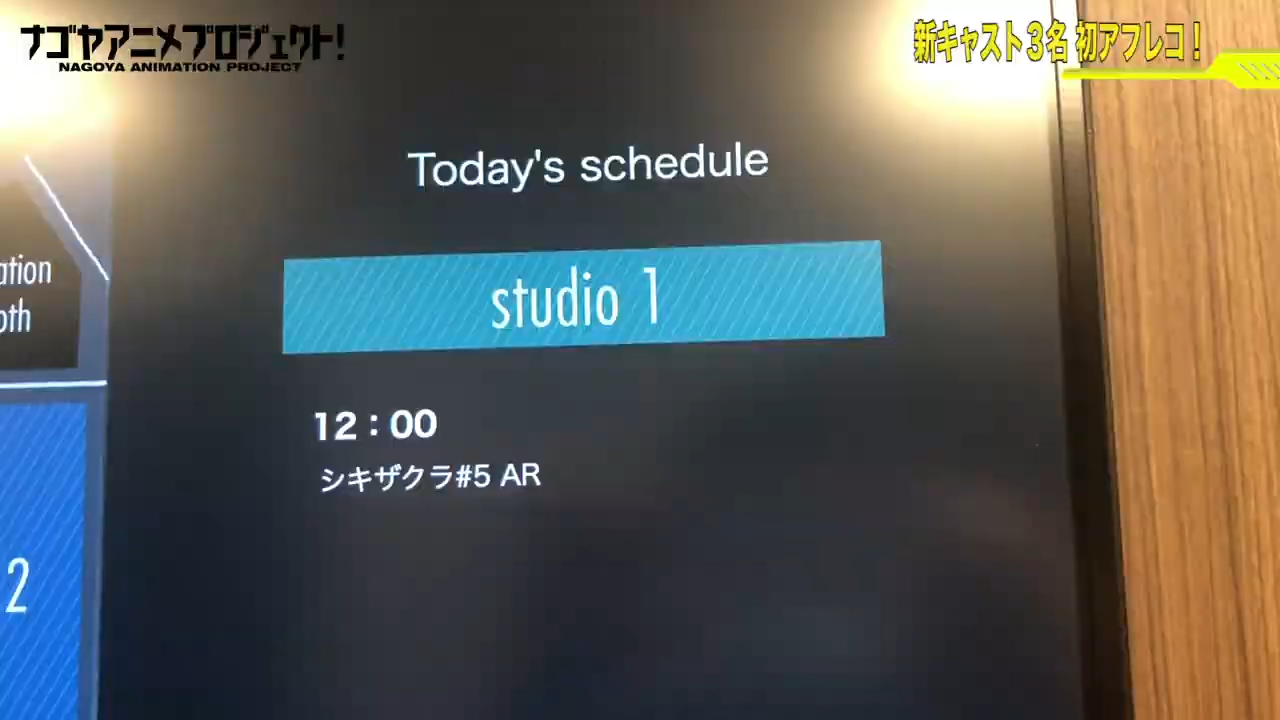 ナゴヤアニメプロジェクト!
NAGOYA ANIMATION PROJECT
新キャスト3名 初アフレコ!
Today's schedule
studio 1
12:00
シキザクラ#5 AR
2